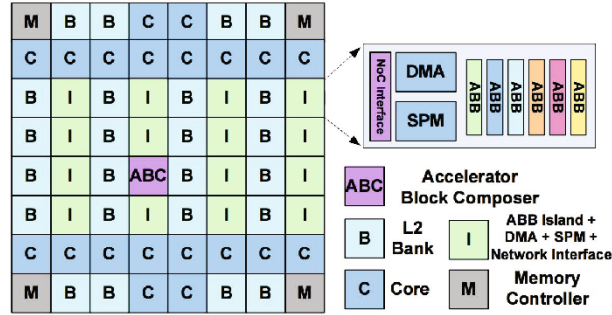 M B B C C B B M
C C C C C C C C
B I B I B I B I
B I B I B I B I
B I B ABC B I B I
B I B I B I B I
C C C C C C C C
M B B C C B B M
NoC Interface
DMA
SPM
ABB
ABB
ABB
ABB
ABB
ABB
ABC
Accelerator
Block Composer
B
L2
Bank
I
ABB Island +
DMA + SPM +
Network Interface
C
Core
M
Memory
Controller